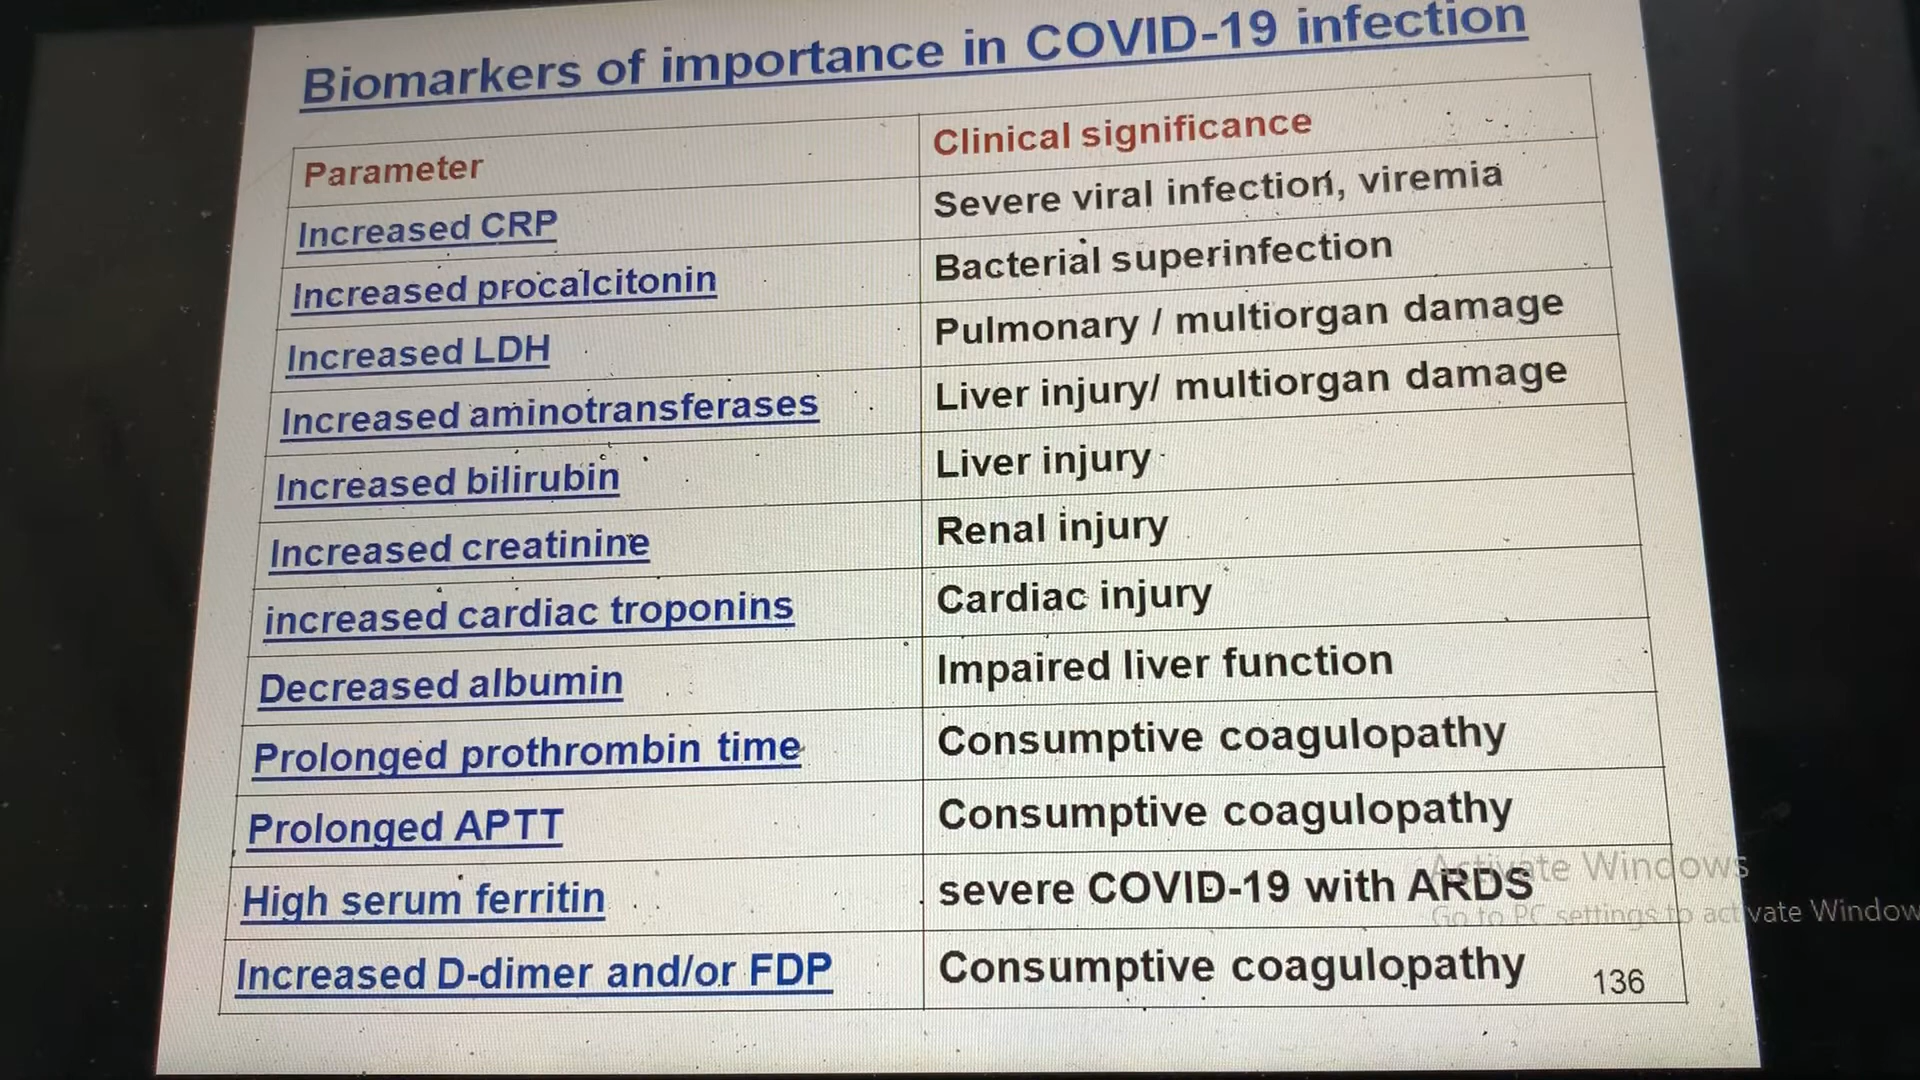 Biomarkers of importance in COVID-19 infection
Parameter
Clinical significance
Increased CRP
Severe viral infection, viremia
Increased procalcitonin
Bacterial superinfection
Increased LDH
Pulmonary / multiorgan damage
Increased aminotransferases
Liver injury/ multiorgan damage
Increased bilirubin
Liver injury
Increased creatinine
Renal injury
increased cardiac troponins
Cardiac injury
Decreased albumin
Impaired liver function
Prolonged prothrombin time
Consumptive coagulopathy
Prolonged APTT
Consumptive coagulopathy
High serum ferritin
severe COVID-19 with ARDS
Increased D-dimer and/or FDP
Consumptive coagulopathy
136
Activate Windows
Go to PC settings to activate Window